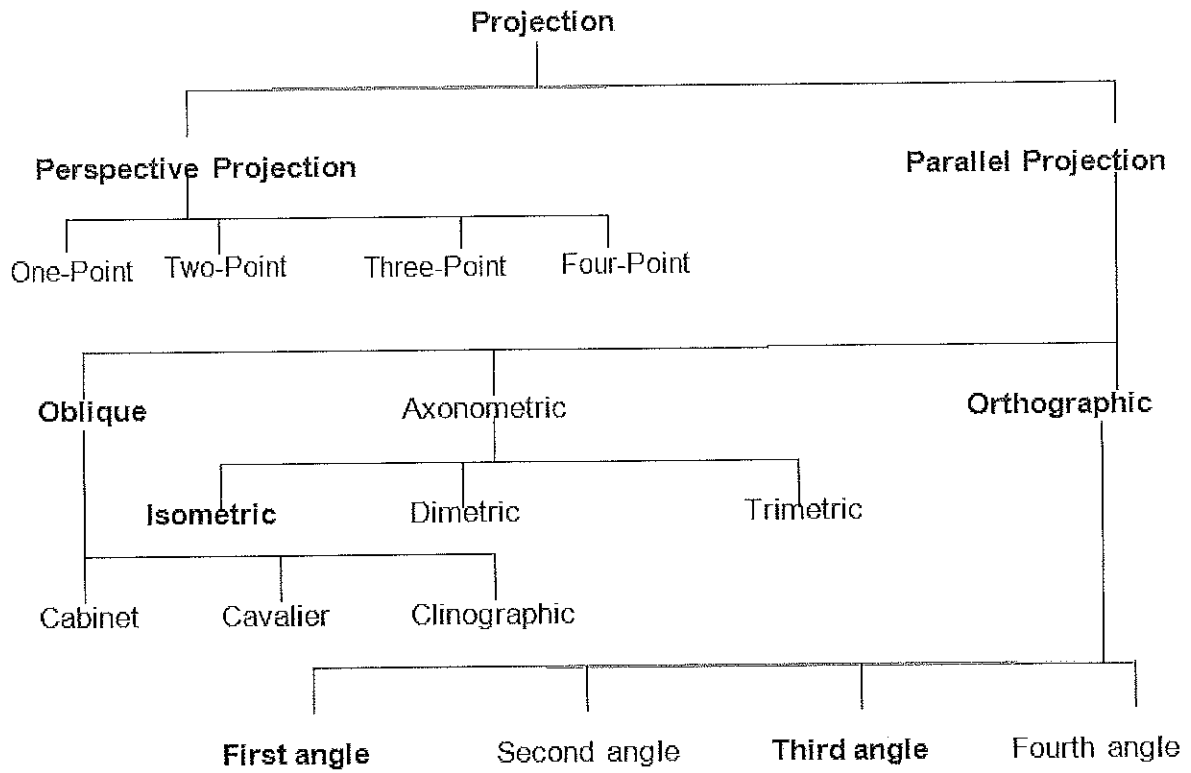 Projection
Perspective Projection
Parallel Projection
One-Point Two-Point Three-Point Four-Point
Oblique Axonometric Orthographic
Isometric Dimetric Trimetric
Cabinet Cavalier Clinographic
First angle Second angle Third angle Fourth angle